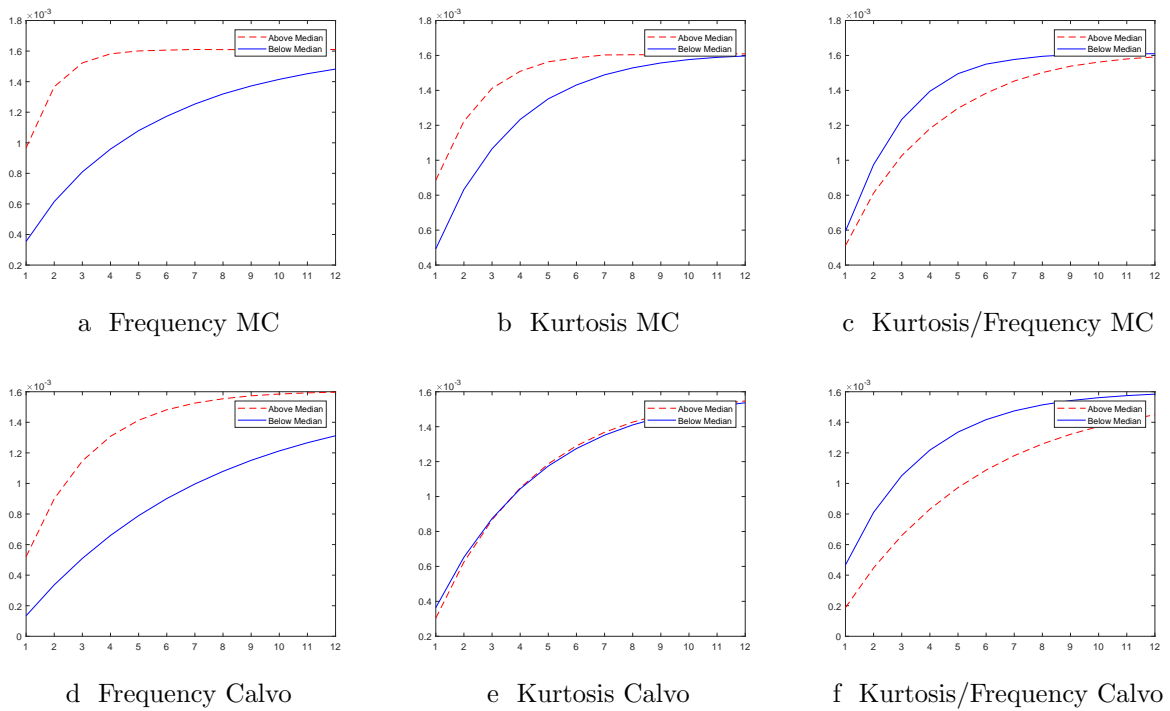 ×10⁻³
1.8
1.6
1.4
1.2
1
0.8
0.6
0.4
0.2
1 2 3 4 5 6 7 8 9 10 11 12
Above Median
Below Median
a Frequency MC
×10⁻³
1.8
1.6
1.4
1.2
1
0.8
0.6
0.4
1 2 3 4 5 6 7 8 9 10 11 12
Above Median
Below Median
b Kurtosis MC
×10⁻³
1.8
1.6
1.4
1.2
1
0.8
0.6
0.4
1 2 3 4 5 6 7 8 9 10 11 12
Above Median
Below Median
c Kurtosis/Frequency MC
×10⁻³
1.6
1.4
1.2
1
0.8
0.6
0.4
0.2
0
1 2 3 4 5 6 7 8 9 10 11 12
Above Median
Below Median
d Frequency Calvo
×10⁻³
1.6
1.4
1.2
1
0.8
0.6
0.4
0.2
1 2 3 4 5 6 7 8 9 10 11 12
Above Median
Below Median
e Kurtosis Calvo
×10⁻³
1.6
1.4
1.2
1
0.8
0.6
0.4
0.2
0
1 2 3 4 5 6 7 8 9 10 11 12
Above Median
Below Median
f Kurtosis/Frequency Calvo